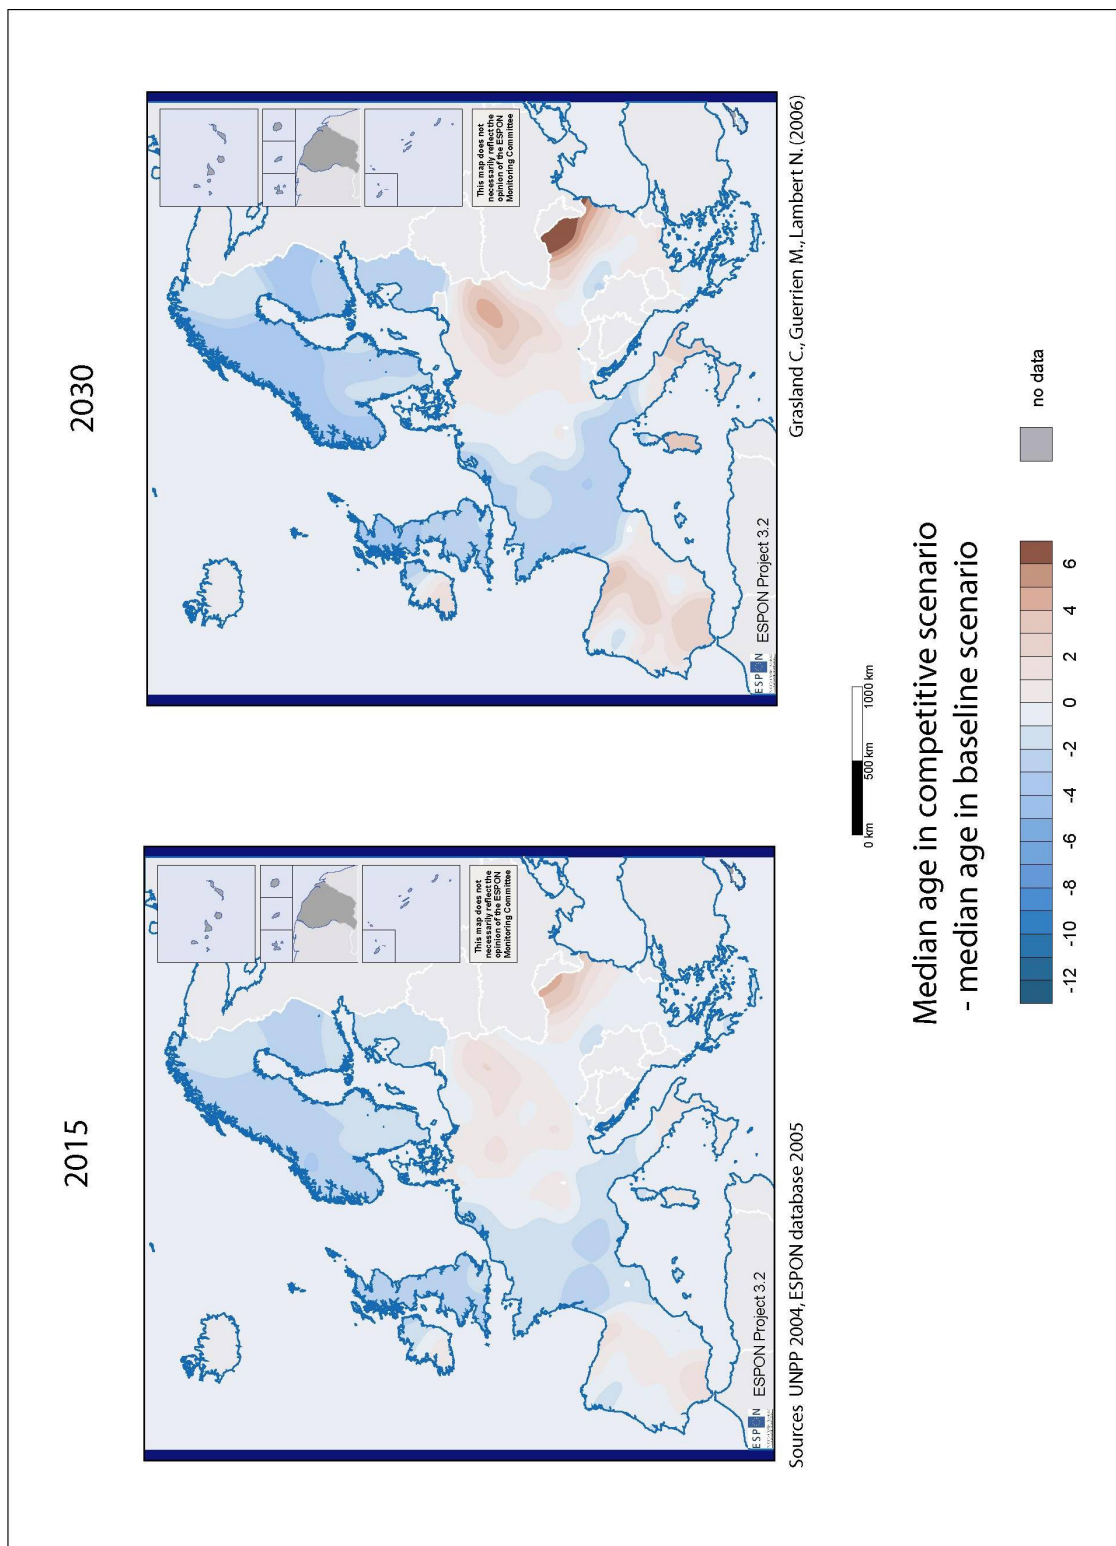 2015
2030
This map does not
necessarily reflect the
opinion of the ESPON
Monitoring Committee
ESPON
ESPON Project 3.2
This map does not
necessarily reflect the
opinion of the ESPON
Monitoring Committee
ESPON
ESPON Project 3.2
Sources UNPP 2004, ESPON database 2005
Grasland C., Guerrien M., Lambert N. (2006)
0 km 500 km 1000 km
Median age in competitive scenario
- median age in baseline scenario
-12 -10 -8 -6 -4 -2 0 2 4 6
no data